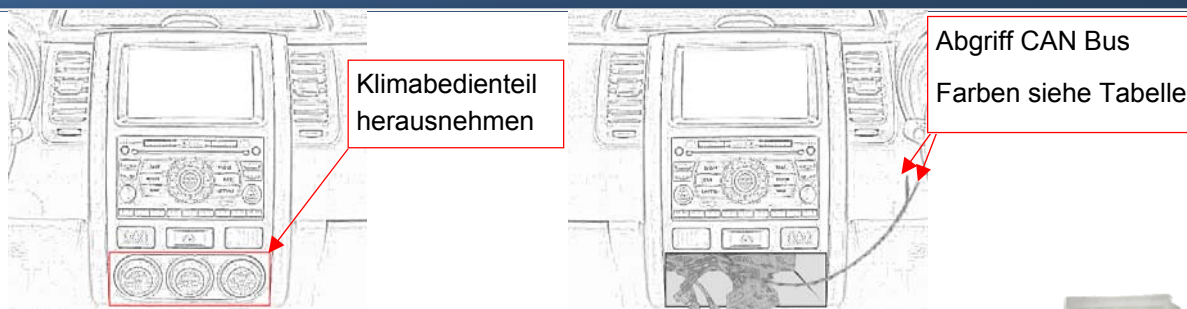 Klimabedienteil
herausnehmen
Abgriff CAN Bus
Farben siehe Tabelle